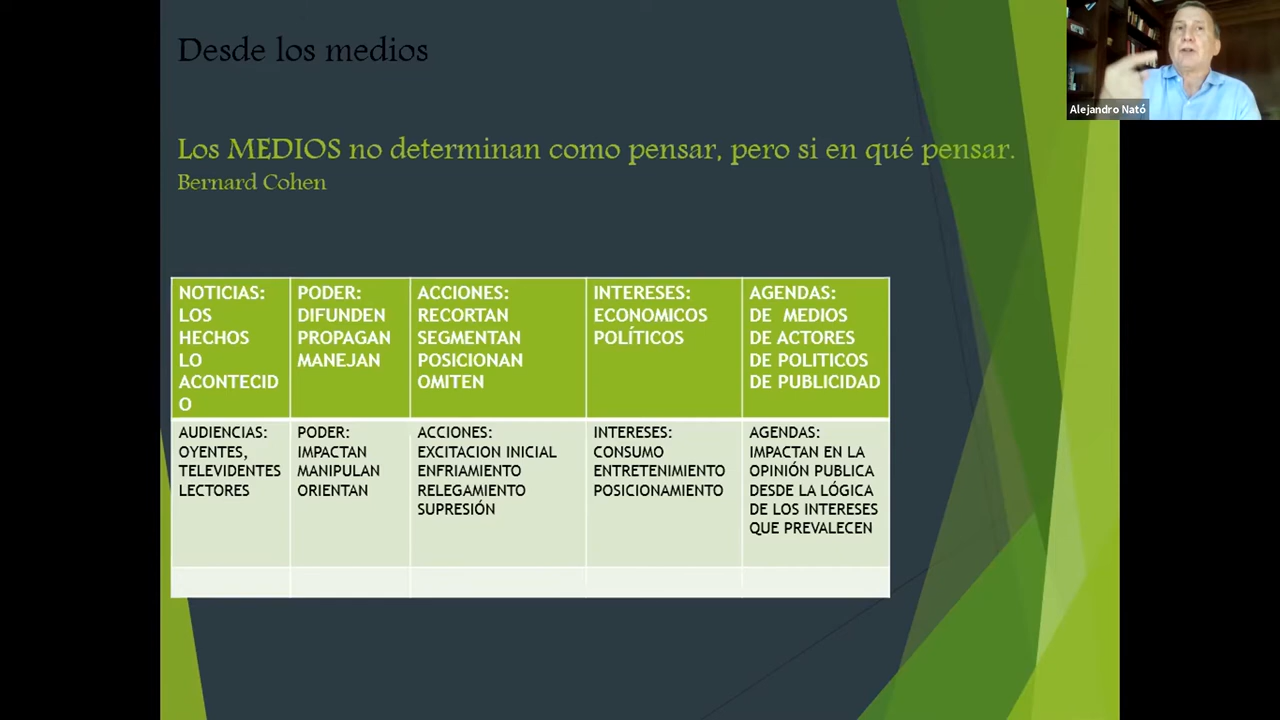 Desde los medios
Alejandro Nató
Los MEDIOS no determinan como pensar, pero si en qué pensar.
Bernard Cohen
NOTICIAS:
LOS
HECHOS
LO
ACONTECID
O
PODER:
DIFUNDEN
PROPAGAN
MANEJAN
ACCIONES:
RECORTAN
SEGMENTAN
POSICIONAN
OMITEN
INTERESES:
ECONOMICOS
POLÍTICOS
AGENDAS:
DE MEDIOS
DE ACTORES
DE POLITICOS
DE PUBLICIDAD
AUDIENCIAS:
OYENTES,
TELEVIDENTES
LECTORES
PODER:
IMPACTAN
MANIPULAN
ORIENTAN
ACCIONES:
EXCITACION INICIAL
ENFRIAMIENTO
RELEGAMIENTO
SUPRESIÓN
INTERESES:
CONSUMO
ENTRETENIMIENTO
POSICIONAMIENTO
AGENDAS:
IMPACTAN EN LA
OPINIÓN PUBLICA
DESDE LA LÓGICA
DE LOS INTERESES
QUE PREVALECEN